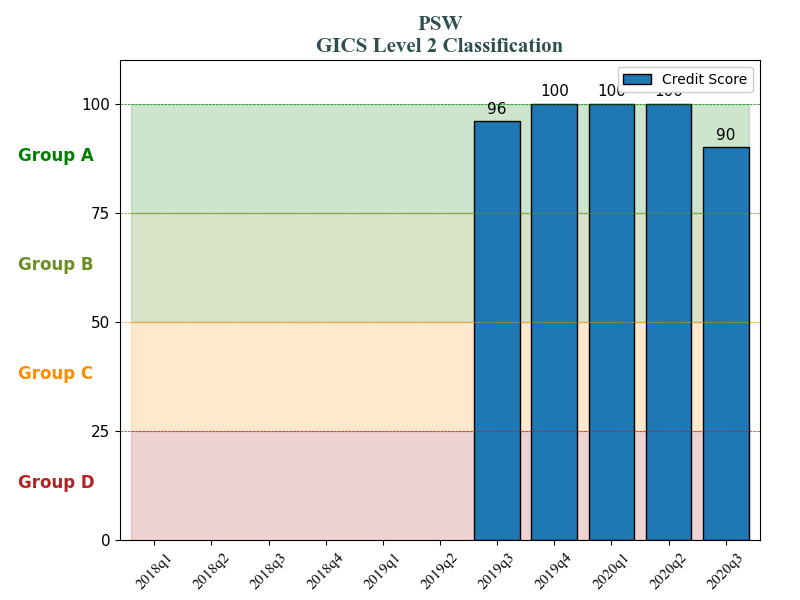 PSW
GICS Level 2 Classification
Credit Score
100
96
100
100
100
90
Group A
75
Group B
50
Group C
25
Group D
0
2018q1
2018q2
2018q3
2018q4
2019q1
2019q2
2019q3
2019q4
2020q1
2020q2
2020q3